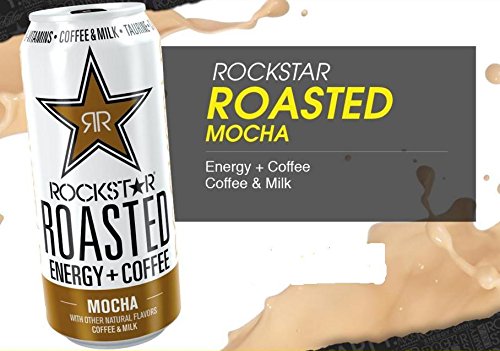 VITAMINS • COFFEE & MILK • TAURINE
RR
ROCKSTAR
ROASTED
ENERGY + COFFEE
MOCHA
WITH OTHER NATURAL FLAVORS
COFFEE & MILK
ROCKSTAR
ROASTED
MOCHA
Energy + Coffee
Coffee & Milk